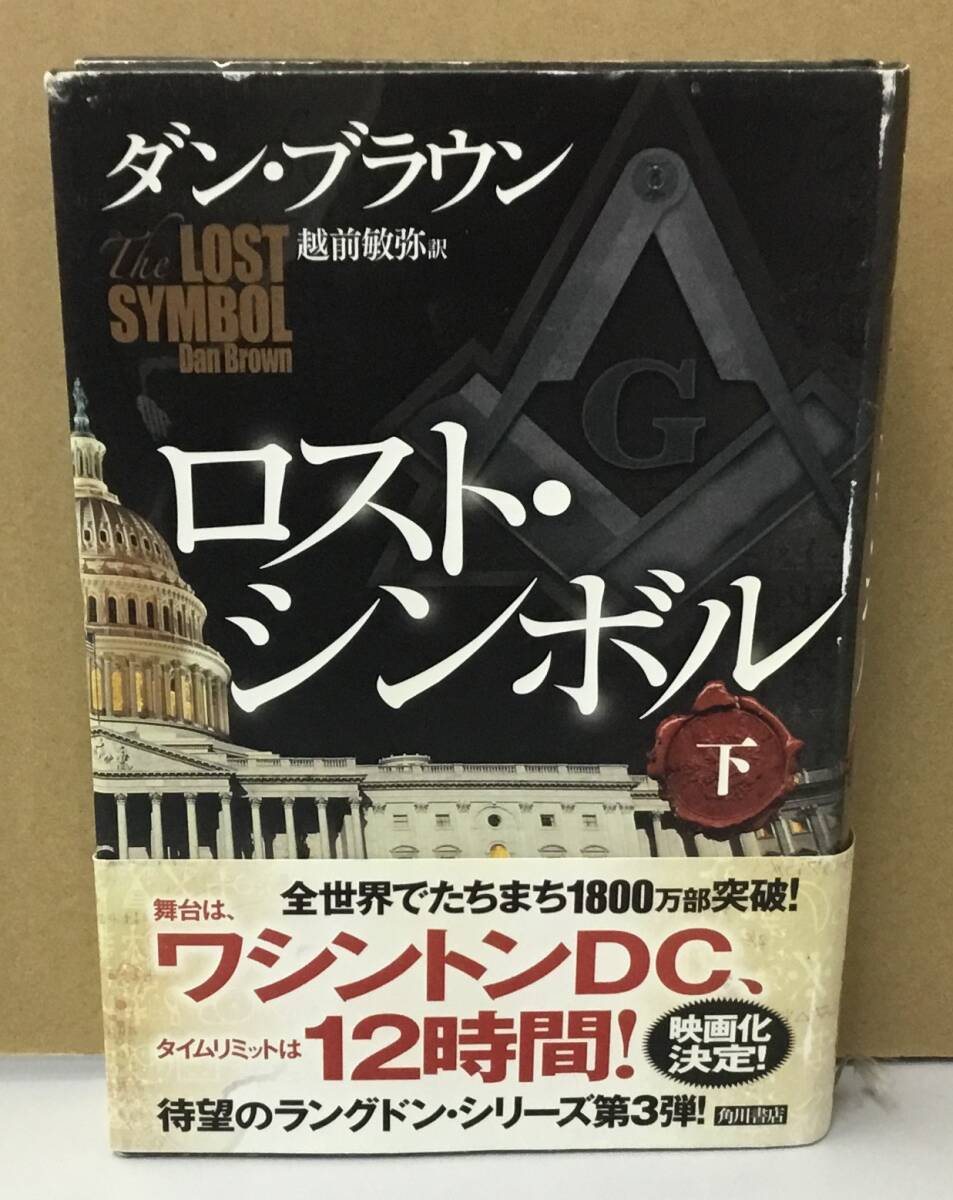 ダン・ブラウン
The LOST
SYMBOL
Dan Brown
越前敏弥訳
G
ロスト・
シンボル
下
全世界でたちまち1800万部突破!
舞台は、
ワシントンDC、
タイムリミットは
12時間!
映画化
決定!
待望のラングドン・シリーズ第3弾!
角川書店